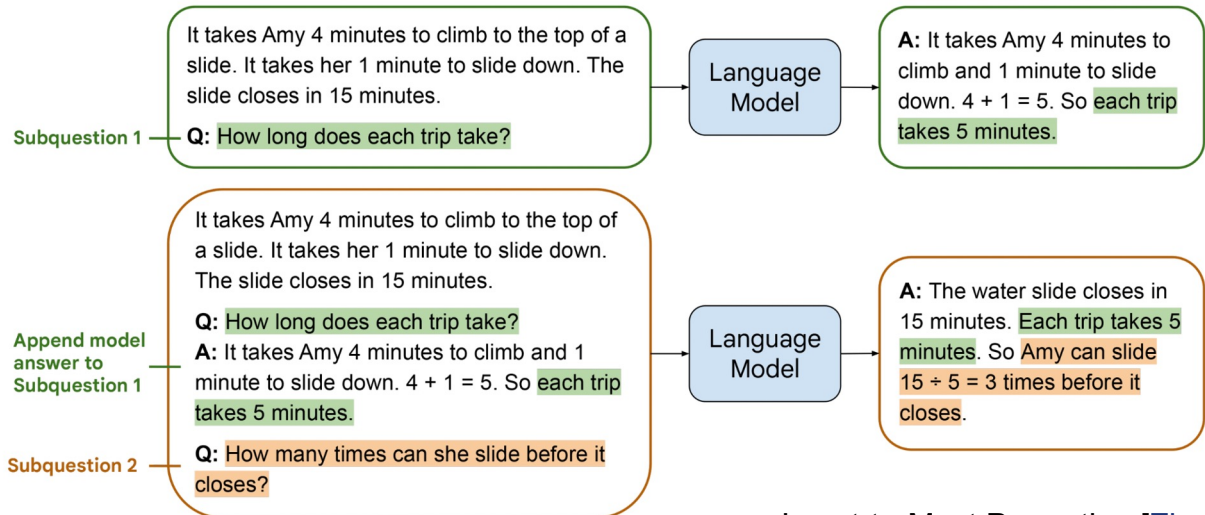 It takes Amy 4 minutes to climb to the top of a
slide. It takes her 1 minute to slide down. The
slide closes in 15 minutes.
Subquestion 1
Q: How long does each trip take?
Language
Model
A: It takes Amy 4 minutes to
climb and 1 minute to slide
down. 4 + 1 = 5. So each trip
takes 5 minutes.
It takes Amy 4 minutes to climb to the top of
a slide. It takes her 1 minute to slide down.
The slide closes in 15 minutes.
Q: How long does each trip take?
Append model
answer to
Subquestion 1
A: It takes Amy 4 minutes to climb and 1
minute to slide down. 4 + 1 = 5. So each trip
takes 5 minutes.
Subquestion 2
Q: How many times can she slide before it
closes?
Language
Model
A: The water slide closes in
15 minutes. Each trip takes 5
minutes. So Amy can slide
15 ÷ 5 = 3 times before it
closes.